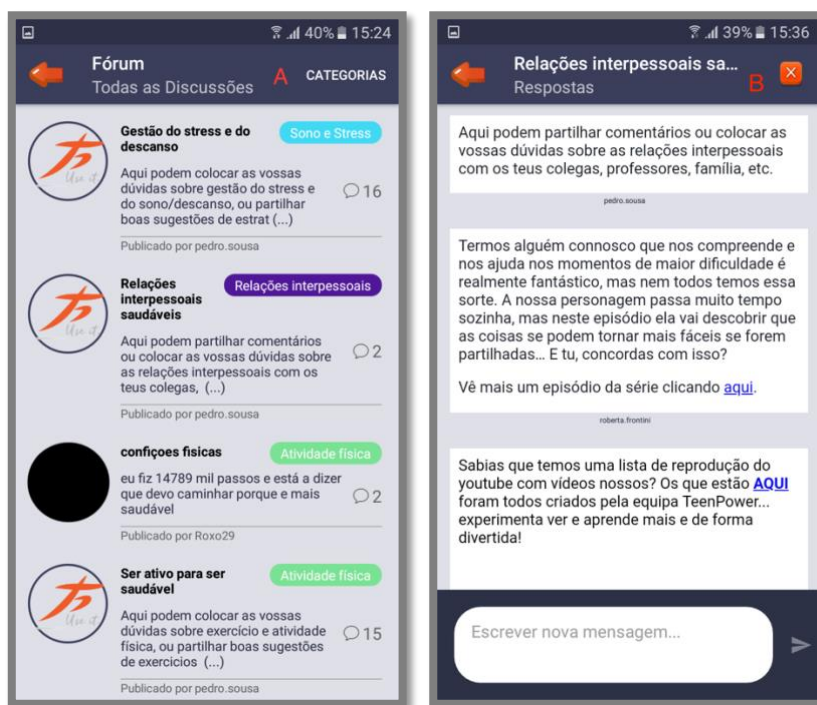 40% 15:24
Fórum
Todas as Discussões
A CATEGORIAS
Gestão do stress e do
descanso
Sono e Stress
Aqui podem colocar as vossas
dúvidas sobre gestão do stress e
do sono/descanso, ou partilhar
boas sugestões de estrat (...)
16
Publicado por pedro.sousa
Use it
Relações
interpessoais
saudáveis
Relações interpessoais
Aqui podem partilhar comentários
ou colocar as vossas dúvidas sobre
as relações interpessoais com os
teus colegas, (...)
2
Publicado por pedro.sousa
Use it
confiçoes fisicas
Atividade física
eu fiz 14789 mil passos e está a dizer
que devo caminhar porque e mais
saudável
2
Publicado por Roxo29
Ser ativo para ser
saudável
Atividade física
Aqui podem colocar as vossas
dúvidas sobre exercício e atividade
física, ou partilhar boas sugestões
de exercicios (...)
15
Publicado por pedro.sousa
Use it
39% 15:36
Relações interpessoais sa...
Respostas
B
Aqui podem partilhar comentários ou colocar as
vossas dúvidas sobre as relações interpessoais
com os teus colegas, professores, família, etc.
pedro.sousa
Termos alguém connosco que nos compreende e
nos ajuda nos momentos de maior dificuldade é
realmente fantástico, mas nem todos temos essa
sorte. A nossa personagem passa muito tempo
sozinha, mas neste episódio ela vai descobrir que
as coisas se podem tornar mais fáceis se forem
partilhadas... E tu, concordas com isso?
Vê mais um episódio da série clicando aqui.
roberta.frontini
Sabias que temos uma lista de reprodução do
youtube com vídeos nossos? Os que estão AQUI
foram todos criados pela equipa TeenPower...
experimenta ver e aprende mais e de forma
divertida!
Escrever nova mensagem...